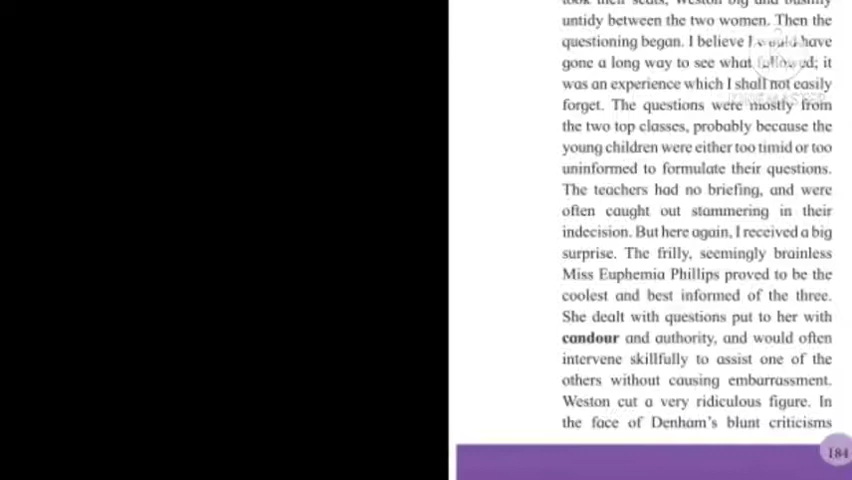 took their seats, Weston big and bushily
untidy between the two women. Then the
questioning began. I believe I would have
gone a long way to see what followed; it
was an experience which I shall not easily
forget. The questions were mostly from
the two top classes, probably because the
young children were either too timid or too
uninformed to formulate their questions.
The teachers had no briefing, and were
often caught out stammering in their
indecision. But here again, I received a big
surprise. The frilly, seemingly brainless
Miss Euphemia Phillips proved to be the
coolest and best informed of the three.
She dealt with questions put to her with
candour and authority, and would often
intervene skillfully to assist one of the
others without causing embarrassment.
Weston cut a very ridiculous figure. In
the face of Denham's blunt criticisms
184
KINEMASTER